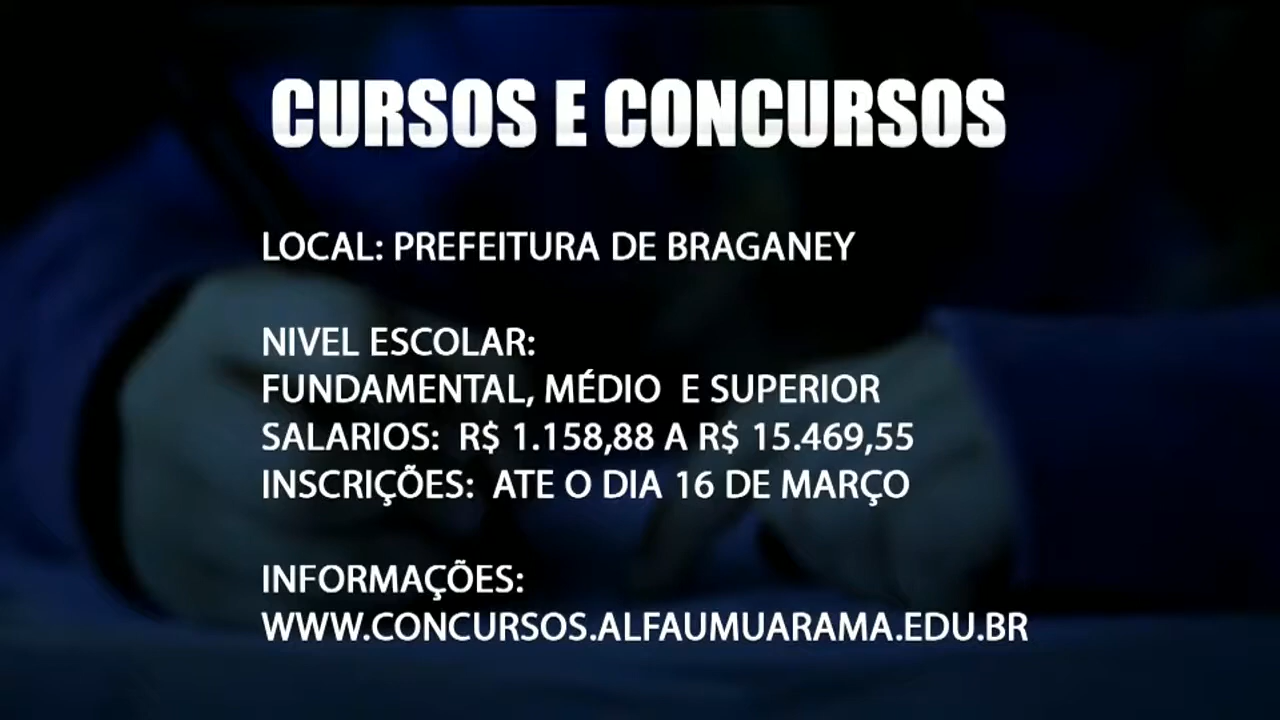 CURSOS E CONCURSOS
LOCAL: PREFEITURA DE BRAGANEY
NIVEL ESCOLAR:
FUNDAMENTAL, MÉDIO E SUPERIOR
SALARIOS: R$ 1.158,88 A R$ 15.469,55
INSCRIÇÕES: ATE O DIA 16 DE MARÇO
INFORMAÇÕES:
WWW.CONCURSOS.ALFAUMUARAMA.EDU.BR